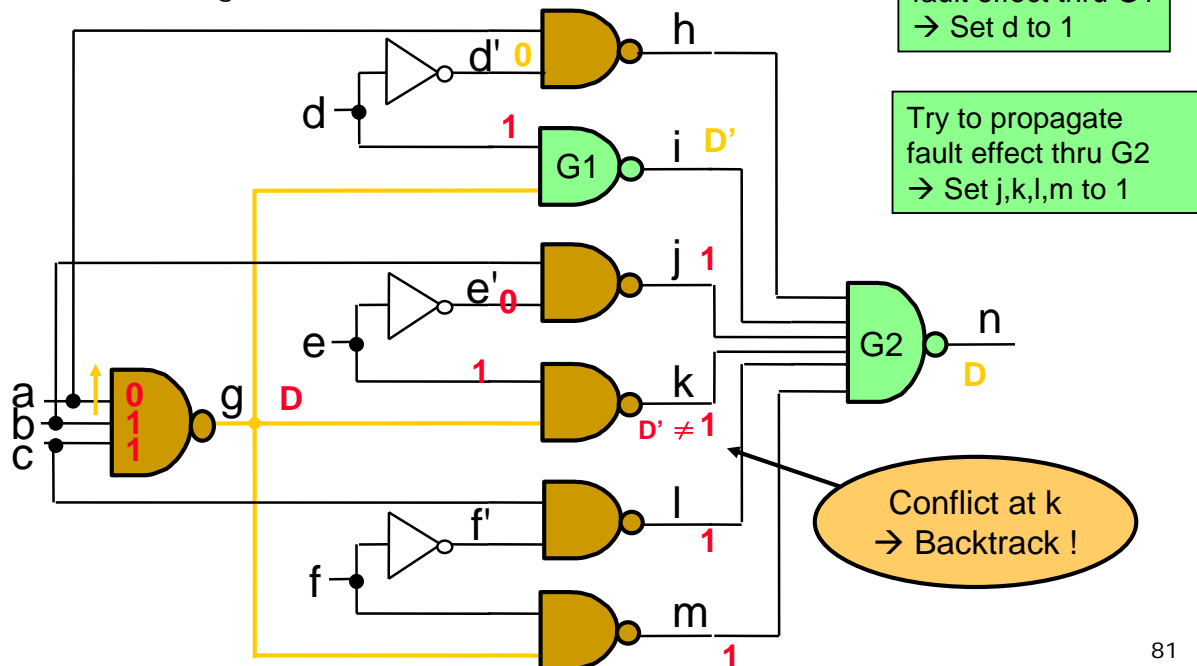 fault effect thru G1
→ Set d to 1
Try to propagate
fault effect thru G2
→ Set j,k,l,m to 1
h
d' 0
d
1
G1
i D'
j 1
e' 0
e
1
k
D' ≠ 1
G2
n
D
a 0
b 1
c 1
g D
l
1
f'
f
m
1
Conflict at k
→ Backtrack !
81